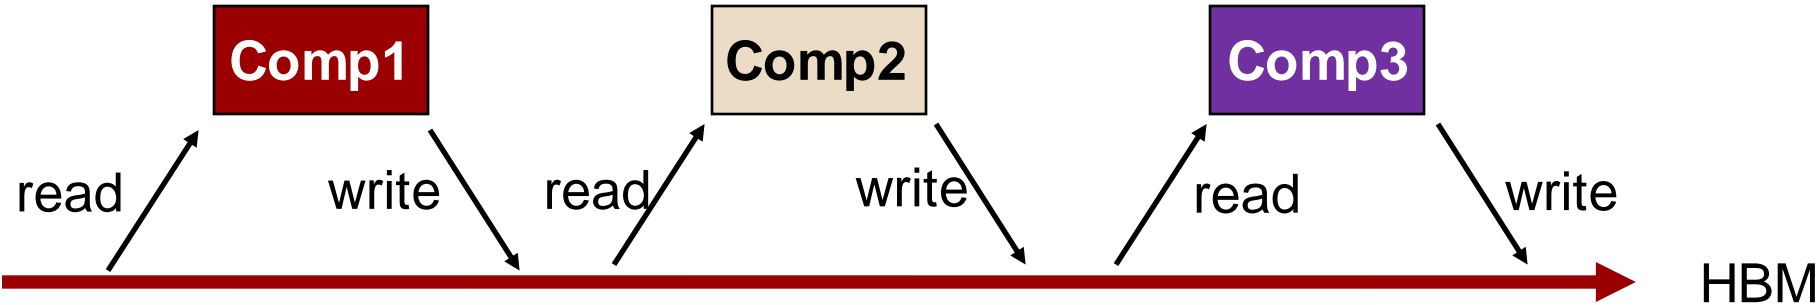 Comp1
Comp2
Comp3
read
write
read
write
read
write
HBM